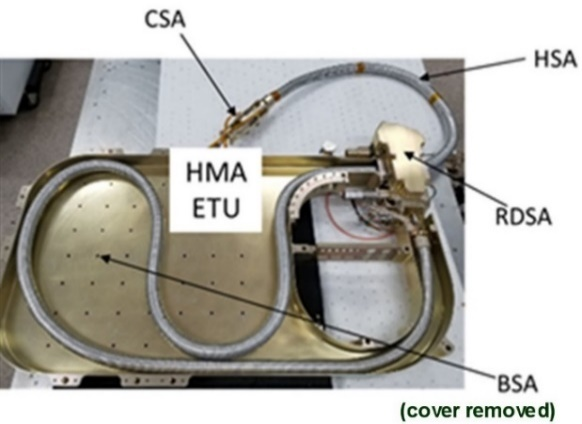 CSA
HSA
HMA
ETU
RDSA
BSA
(cover removed)